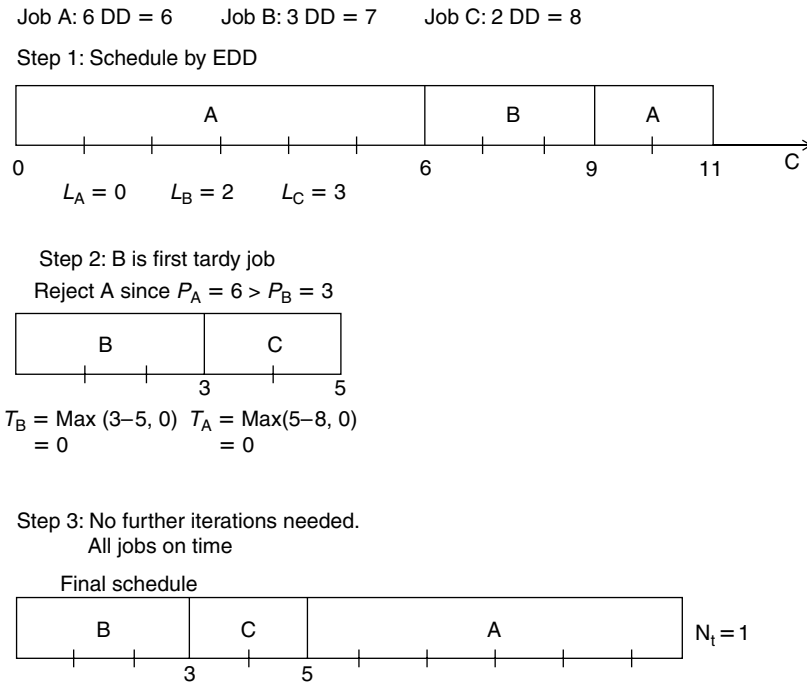 Job A: 6 DD = 6 Job B: 3 DD = 7 Job C: 2 DD = 8
Step 1: Schedule by EDD
A B A
0 6 9 11 C
L_A = 0 L_B = 2 L_C = 3
Step 2: B is first tardy job
Reject A since P_A = 6 > P_B = 3
B C
3 5
T_B = Max (3–5, 0) T_A = Max(5–8, 0)
= 0 = 0
Step 3: No further iterations needed.
All jobs on time
Final schedule
B C A N_t = 1
3 5